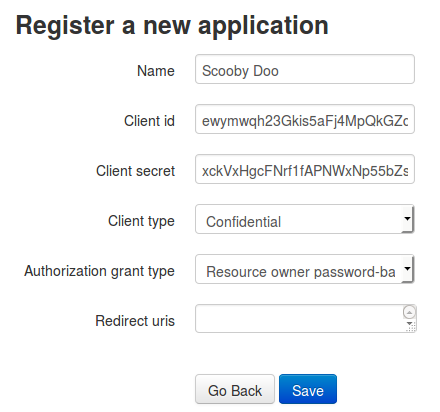 Register a new application
Name Scooby Doo
Client id ewymwqh23Gkis5aFj4MpQkGZc
Client secret xckVxHgcFNrf1fAPNWxNp55bZs
Client type Confidential
Authorization grant type Resource owner password-ba
Redirect uris
Go Back Save